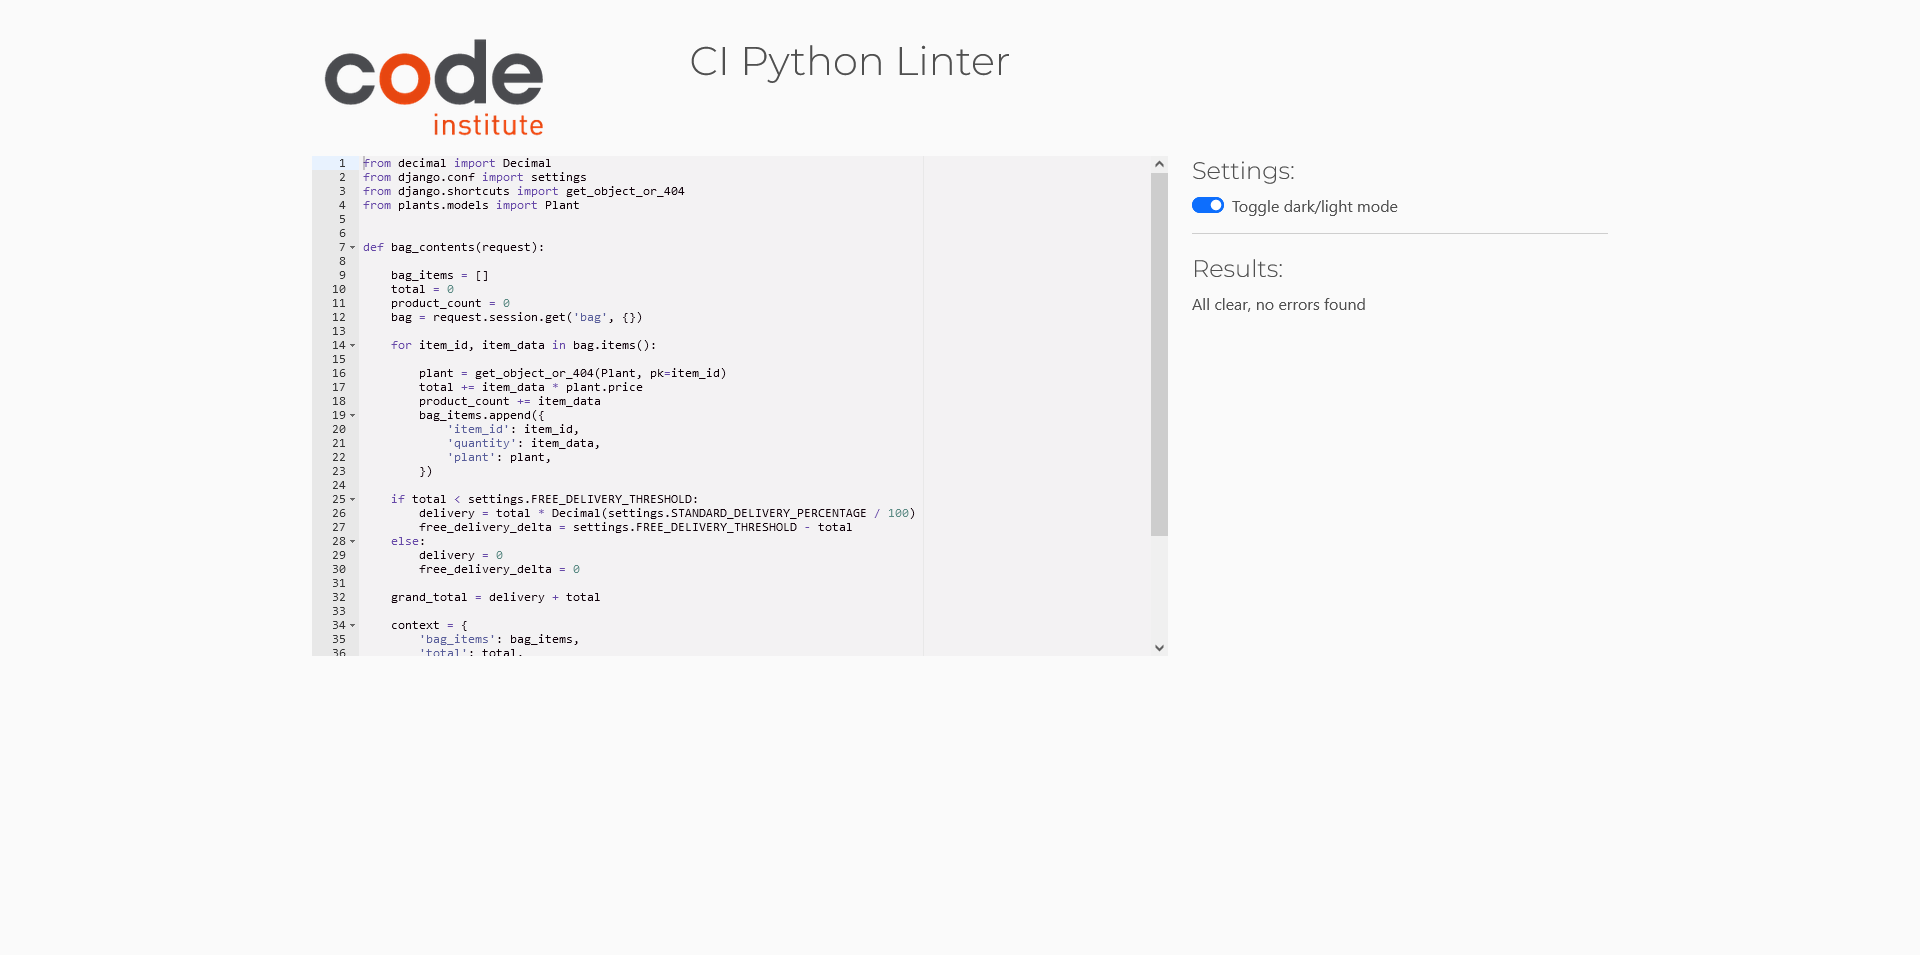 code
institute
CI Python Linter
1 from decimal import Decimal
2 from django.conf import settings
3 from django.shortcuts import get_object_or_404
4 from plants.models import Plant
5
6
7 def bag_contents(request):
8
9     bag_items = []
10     total = 0
11     product_count = 0
12     bag = request.session.get('bag', {})
13
14     for item_id, item_data in bag.items():
15
16         plant = get_object_or_404(Plant, pk=item_id)
17         total += item_data * plant.price
18         product_count += item_data
19         bag_items.append({
20             'item_id': item_id,
21             'quantity': item_data,
22             'plant': plant,
23         })
24
25     if total < settings.FREE_DELIVERY_THRESHOLD:
26         delivery = total * Decimal(settings.STANDARD_DELIVERY_PERCENTAGE / 100)
27         free_delivery_delta = settings.FREE_DELIVERY_THRESHOLD - total
28     else:
29         delivery = 0
30         free_delivery_delta = 0
31
32     grand_total = delivery + total
33
34     context = {
35         'bag_items': bag_items,
36         'total': total,
Settings:
Toggle dark/light mode
Results:
All clear, no errors found